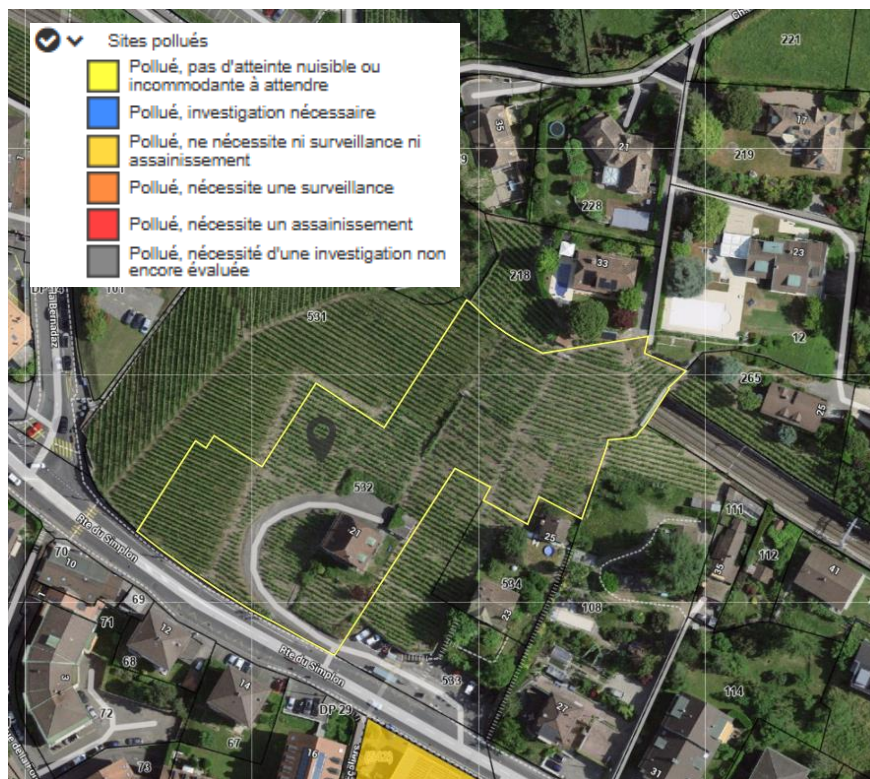 Sites pollués
Pollué, pas d'atteinte nuisible ou
incommodante à attendre
Pollué, investigation nécessaire
Pollué, ne nécessite ni surveillance ni
assainissement
Pollué, nécessite une surveillance
Pollué, nécessite un assainissement
Pollué, nécessité d'une investigation non
encore évaluée
221
35
21
17
219
228
218
33
23
12
DP 14
101
531
265
25
532
21
Rte du Simplon
70
10
69
71
12
68
3
72
14
67
73
Rte du Simplon
DP 29
16
533
534
25
23
108
27
31
111
112
35
41
114